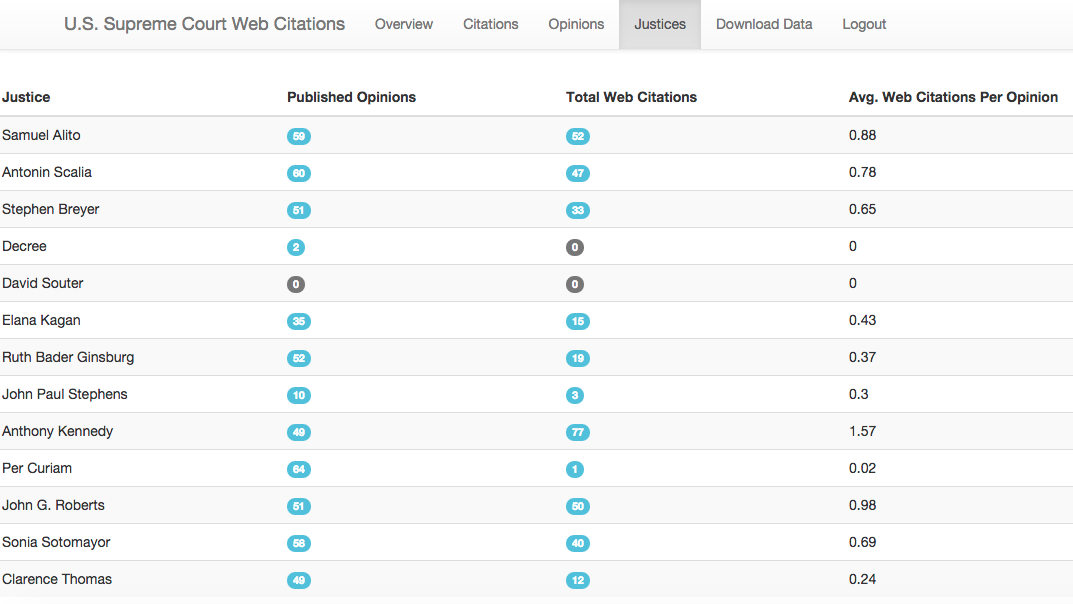 U.S. Supreme Court Web Citations Overview Citations Opinions Justices Download Data Logout
Justice Published Opinions Total Web Citations Avg. Web Citations Per Opinion
Samuel Alito 59 52 0.88
Antonin Scalia 60 47 0.78
Stephen Breyer 51 33 0.65
Decree 2 0 0
David Souter 0 0 0
Elana Kagan 35 15 0.43
Ruth Bader Ginsburg 52 19 0.37
John Paul Stephens 10 3 0.3
Anthony Kennedy 49 77 1.57
Per Curiam 64 1 0.02
John G. Roberts 51 50 0.98
Sonia Sotomayor 58 40 0.69
Clarence Thomas 49 12 0.24